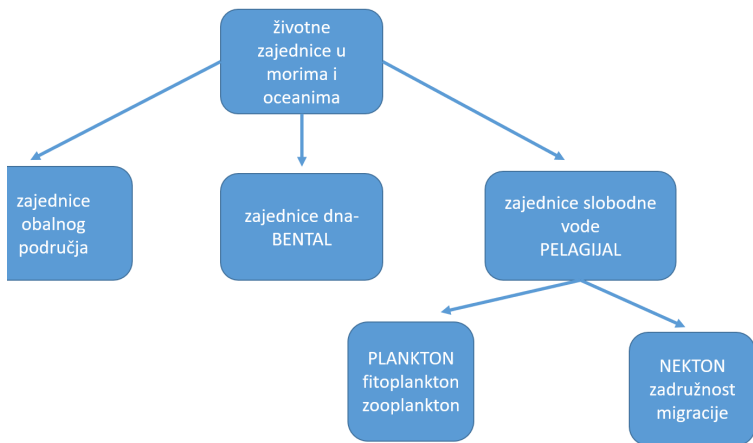 životne
zajednice u
morima i
oceanima
zajednice
obalnog
područja
zajednice dna-
BENTAL
zajednice slobodne
vode
PELAGIJAL
PLANKTON
fitoplankton
zooplankton
NEKTON
zadružnost
migracije